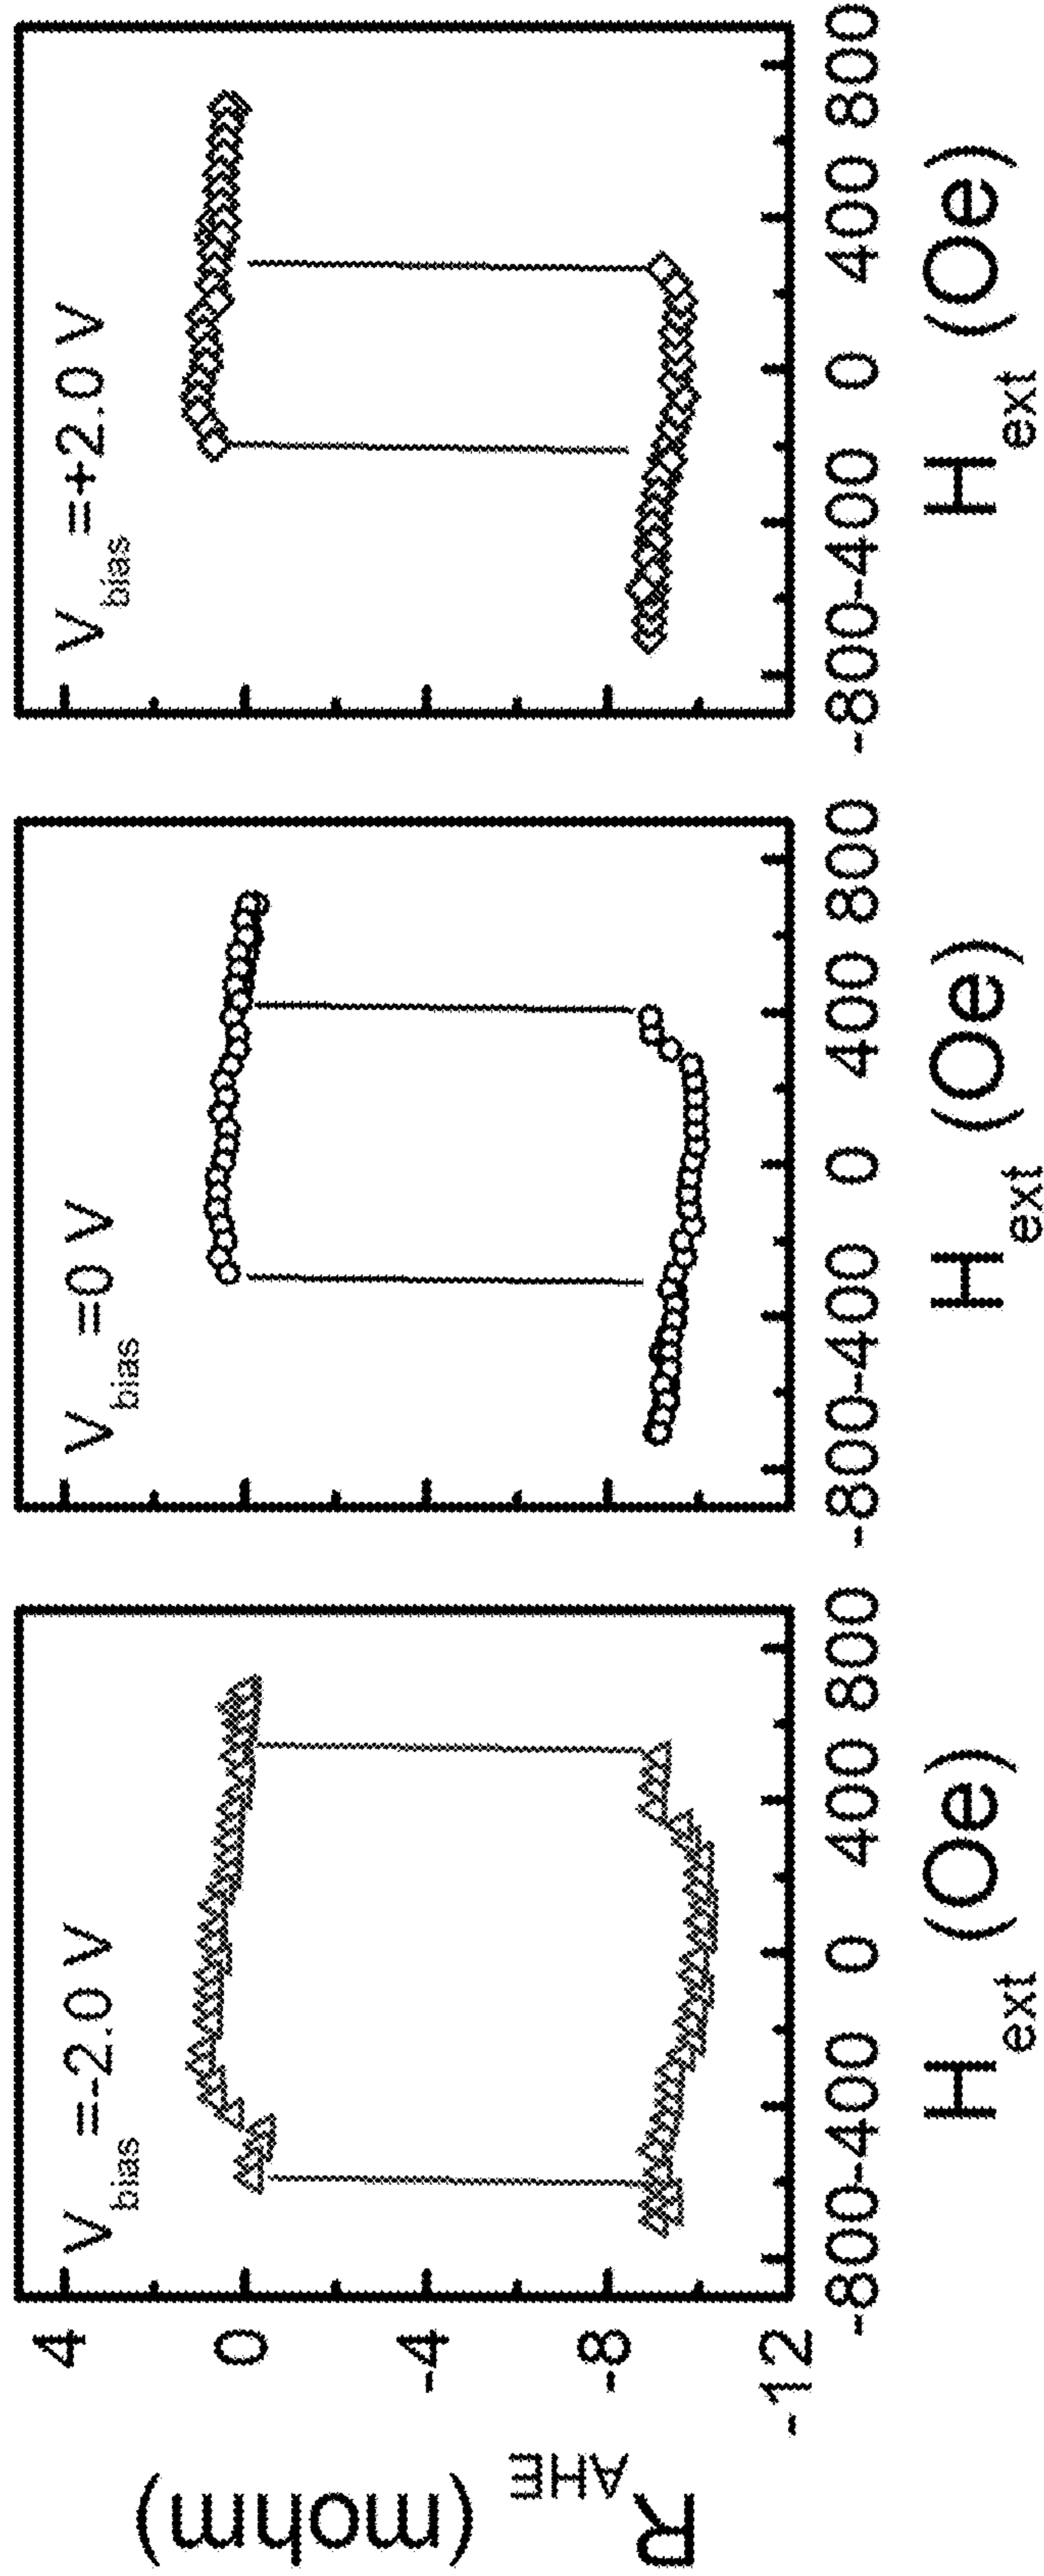 R_AHE (mohm)
4
0
-4
-8
-12
V_bias =-2.0 V
-800 -400 0 400 800
H_ext (Oe)
V_bias =0 V
-800 -400 0 400 800
H_ext (Oe)
V_bias =+2.0 V
-800 -400 0 400 800
H_ext (Oe)